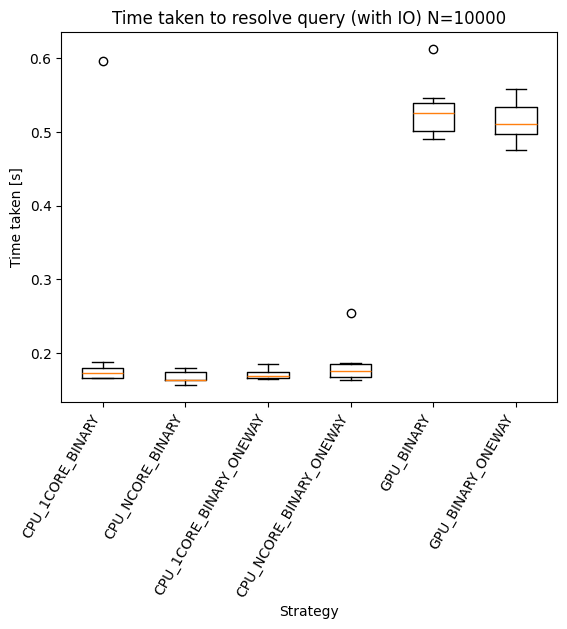 Time taken to resolve query (with IO) N=10000
Time taken [s]
0.6
0.5
0.4
0.3
0.2
CPU_1CORE_BINARY
CPU_NCORE_BINARY
CPU_1CORE_BINARY_ONEWAY
CPU_NCORE_BINARY_ONEWAY
GPU_BINARY
GPU_BINARY_ONEWAY
Strategy